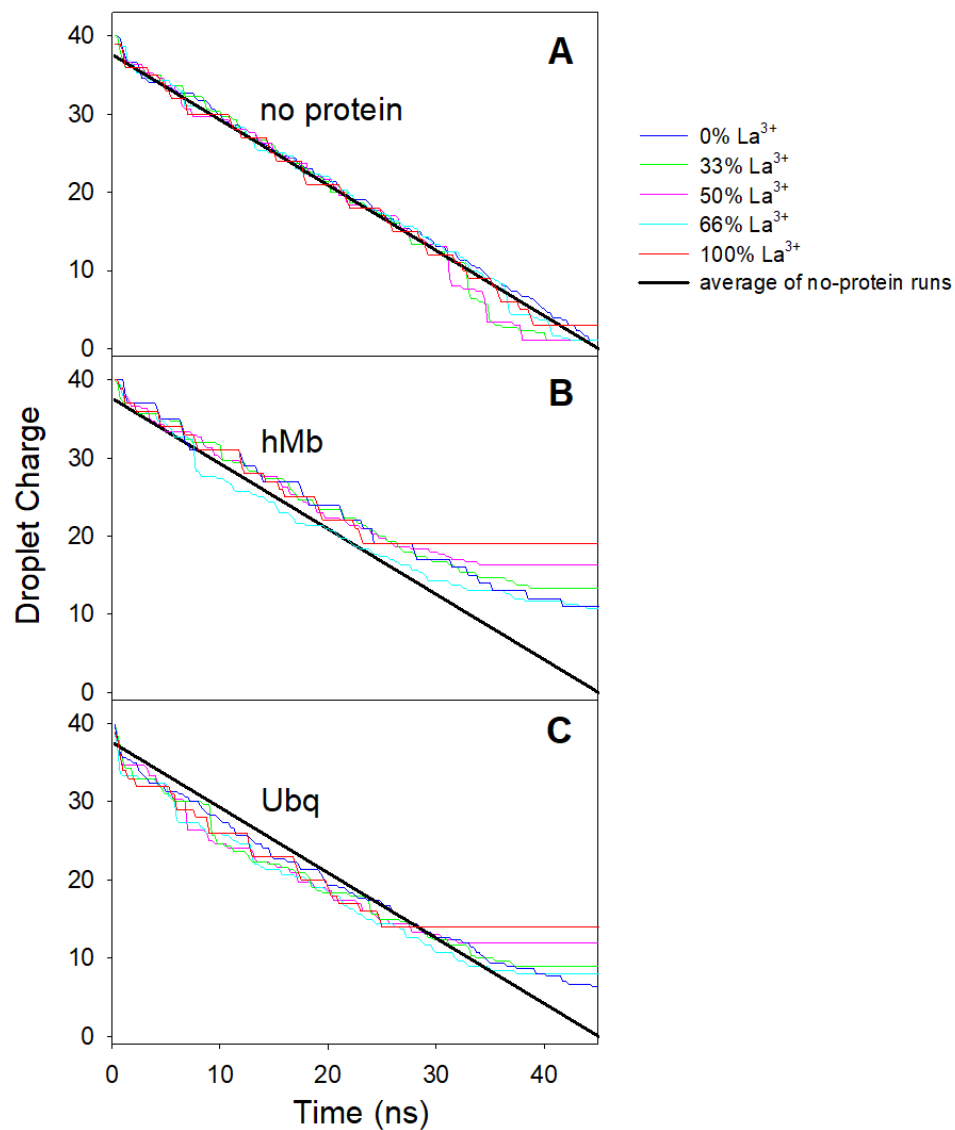 40
30
20
10
0
A
no protein
0% La³⁺
33% La³⁺
50% La³⁺
66% La³⁺
100% La³⁺
average of no-protein runs
Droplet Charge
40
30
20
10
0
B
hMb
40
30
20
10
0
C
Ubq
0 10 20 30 40
Time (ns)